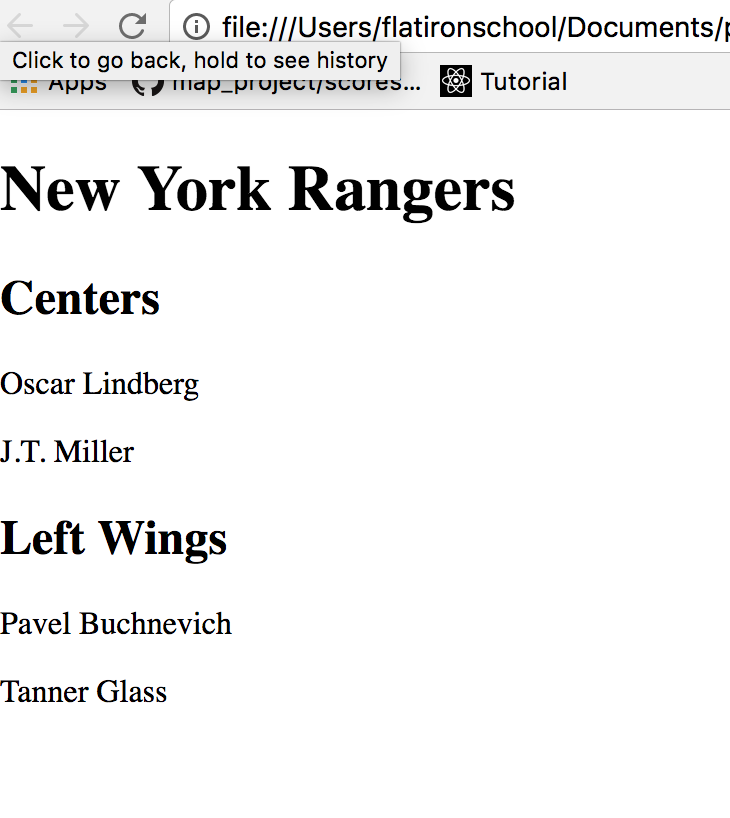 file:///Users/flatironschool/Documents/
Click to go back, hold to see history
Apps map_project/scores... Tutorial
New York Rangers
Centers
Oscar Lindberg
J.T. Miller
Left Wings
Pavel Buchnevich
Tanner Glass